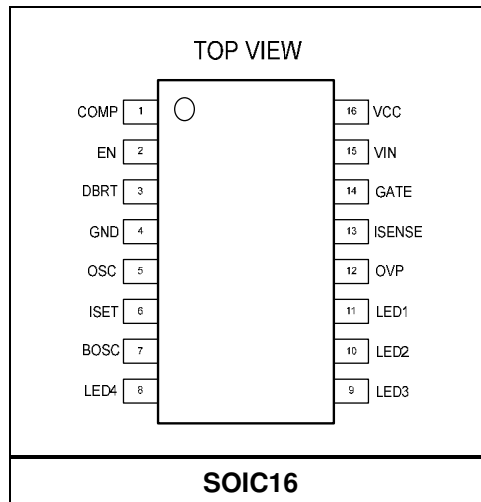 TOP VIEW
COMP 1 16 VCC
EN 2 15 VIN
DBRT 3 14 GATE
GND 4 13 ISENSE
OSC 5 12 OVP
ISET 6 11 LED1
BOSC 7 10 LED2
LED4 8 9 LED3
SOIC16